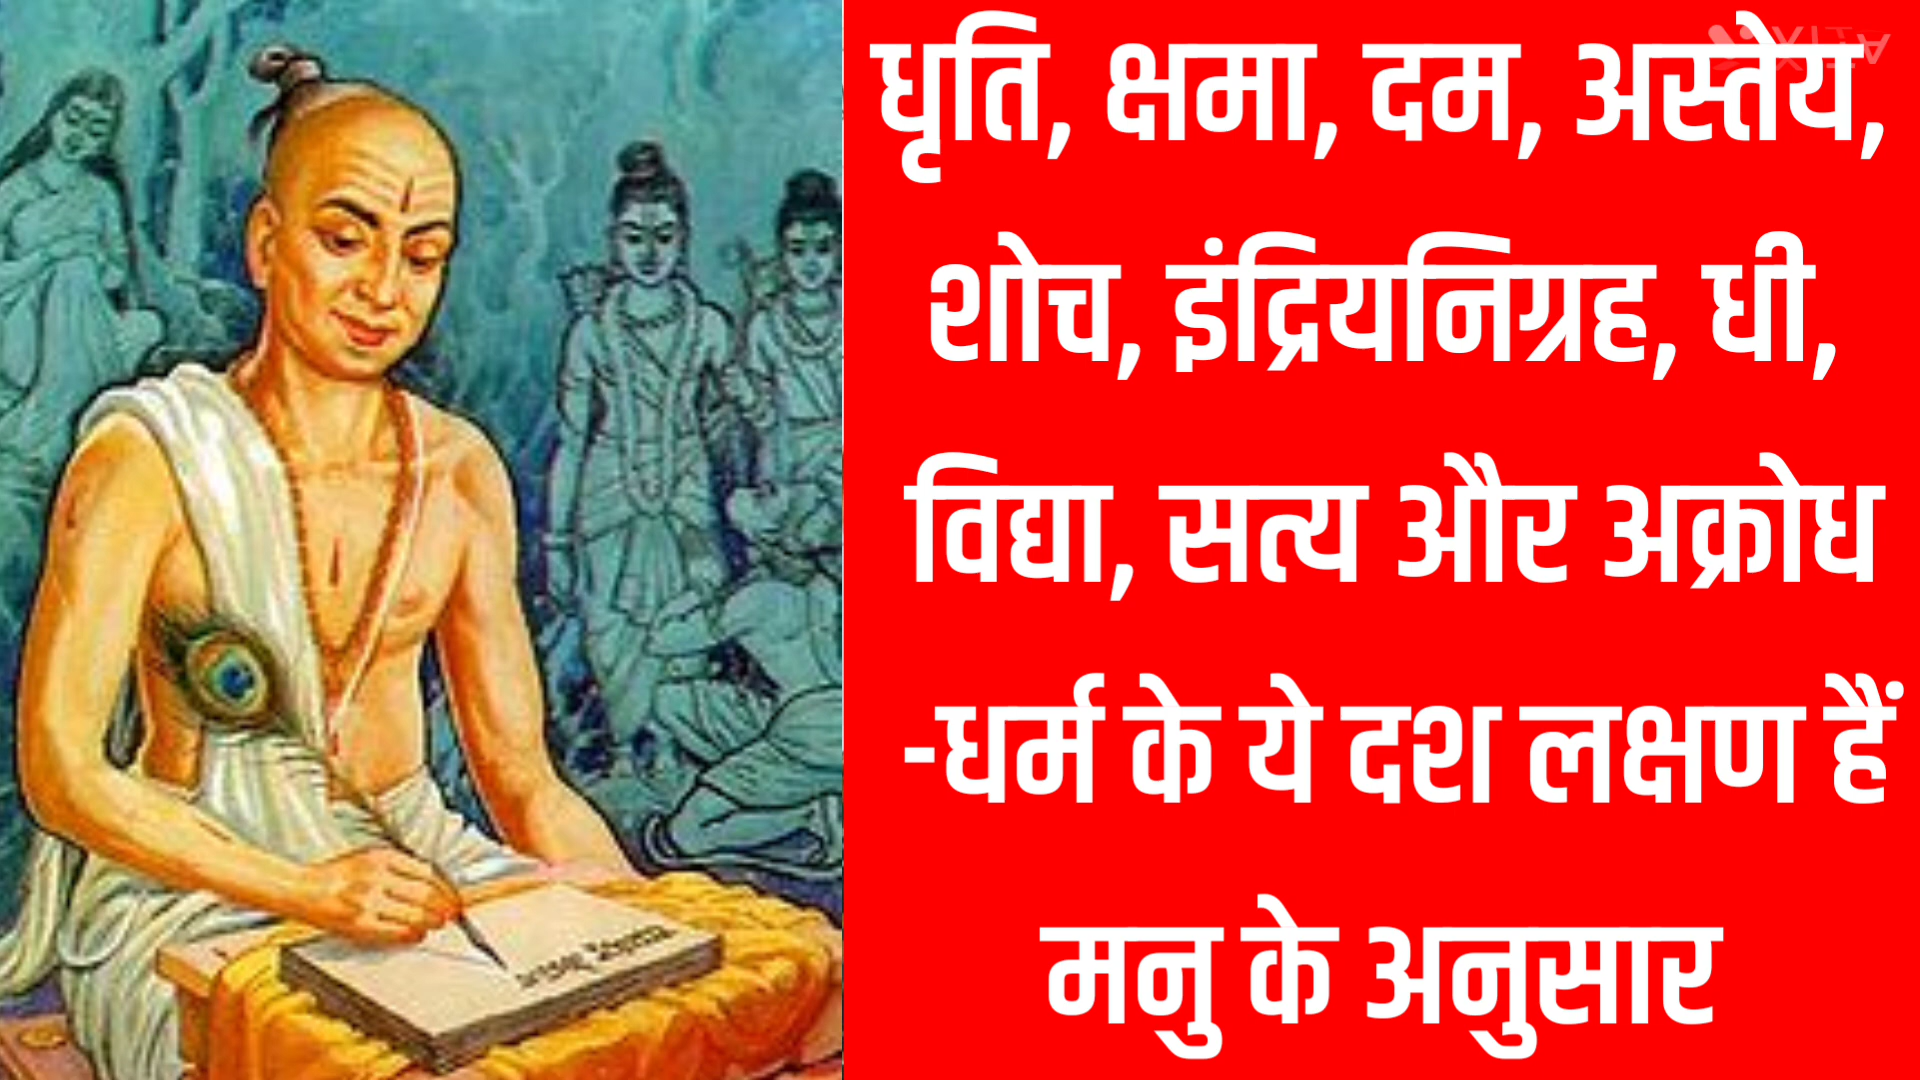 धृति, क्षमा, दम, अस्तेय,
शोच, इंद्रियनिग्रह, धी,
विद्या, सत्य और अक्रोध
-धर्म के ये दश लक्षण हैं
मनु के अनुसार